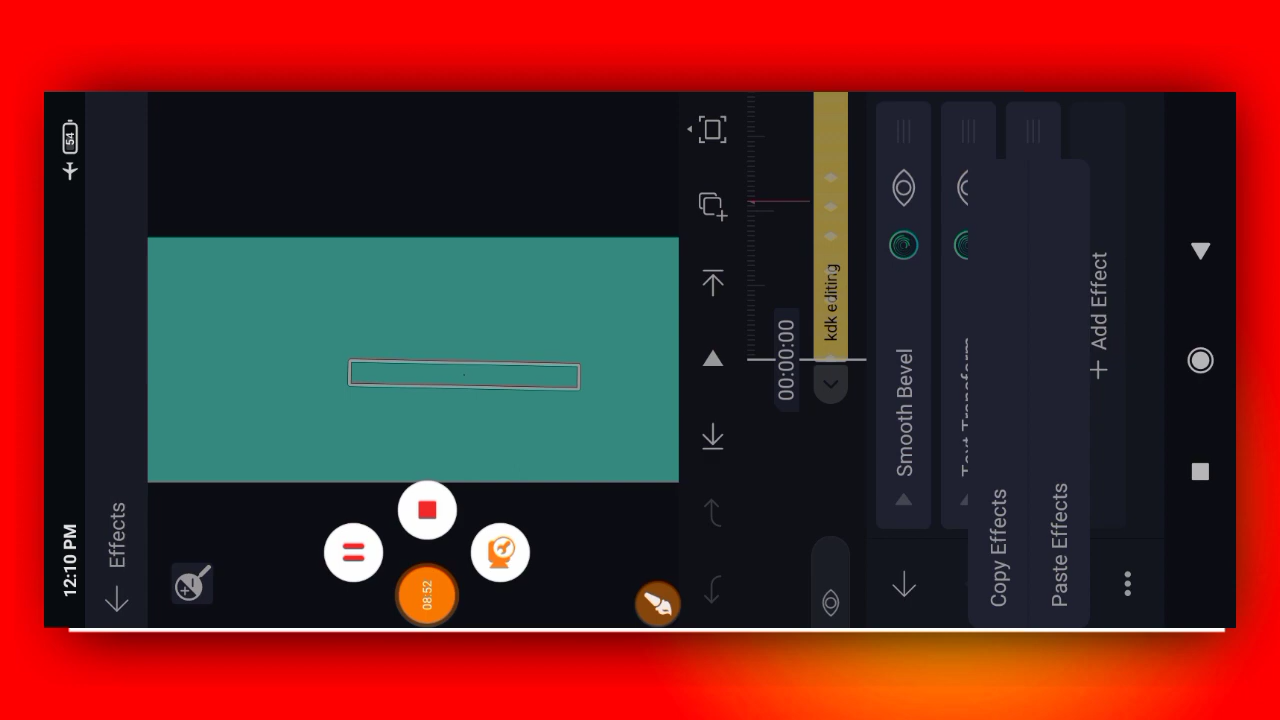 12:10 PM
54
Effects
08:52
00:00:00
kdk editing
Smooth Bevel
Text Transform
+ Add Effect
Copy Effects
Paste Effects